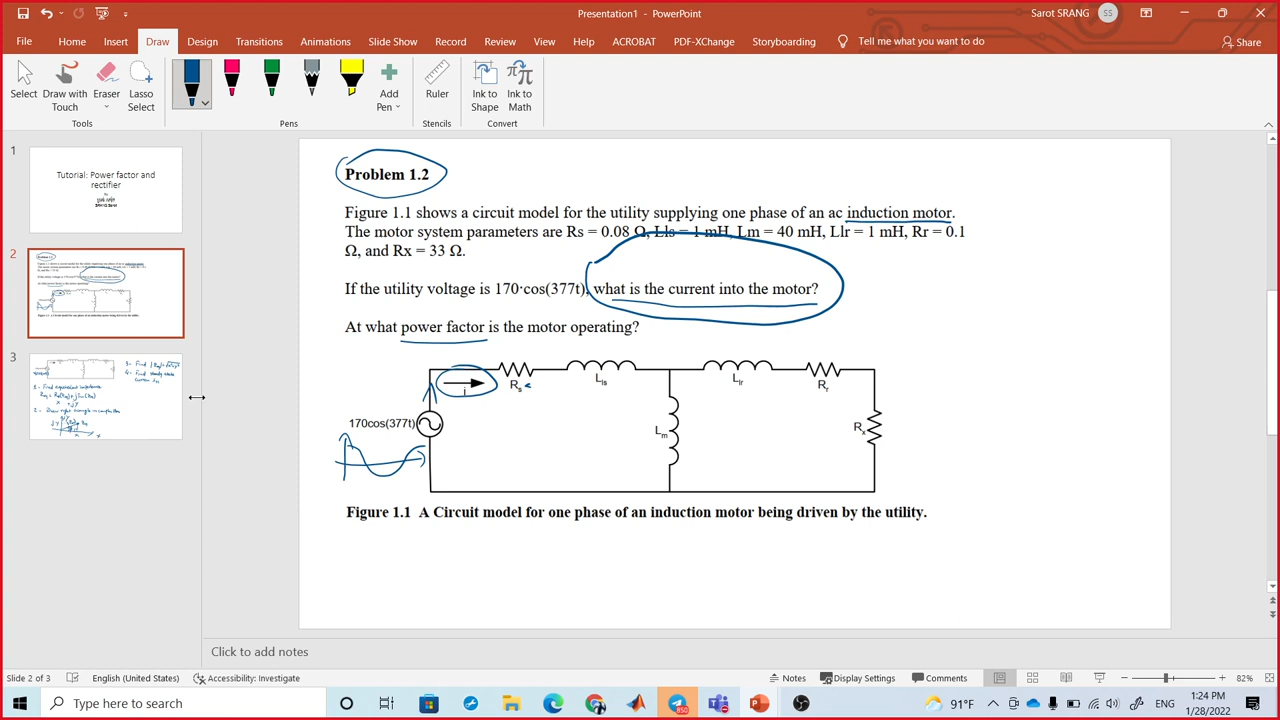 Presentation1 - PowerPoint
Sarot SRANG
SS
File
Home
Insert
Draw
Design
Transitions
Animations
Slide Show
Record
Review
View
Help
ACROBAT
PDF-XChange
Storyboarding
Tell me what you want to do
Share
Select
Draw with Touch
Eraser
Lasso Select
Add Pen
Ruler
Ink to Shape
Ink to Math
Tools
Pens
Stencils
Convert
1
Tutorial: Power factor and
rectifier
2
3
Problem 1.2
Figure 1.1 shows a circuit model for the utility supplying one phase of an ac induction motor.
The motor system parameters are Rs = 0.08 Ω, Lls = 1 mH, Lm = 40 mH, Llr = 1 mH, Rr = 0.1
Ω, and Rx = 33 Ω.
If the utility voltage is 170·cos(377t), what is the current into the motor?
At what power factor is the motor operating?
i
Rs
Lls
Llr
Rr
170cos(377t)
Lm
Rx
Figure 1.1 A Circuit model for one phase of an induction motor being driven by the utility.
Click to add notes
Slide 2 of 3
English (United States)
Accessibility: Investigate
Notes
Display Settings
Comments
82%
Type here to search
850
91°F
ENG
1:24 PM
1/28/2022